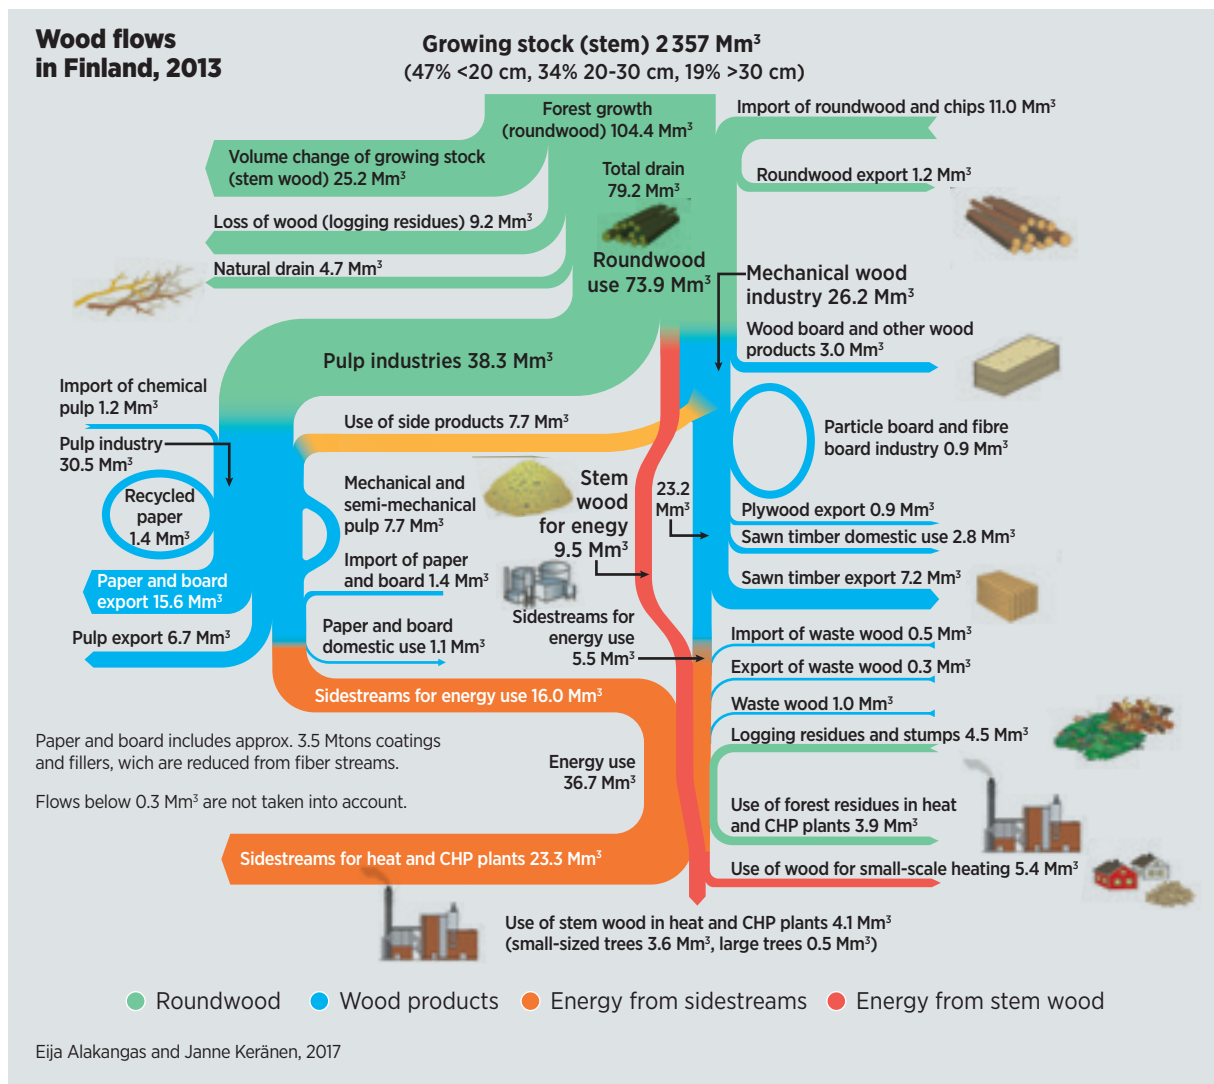 Wood flows
in Finland, 2013
Growing stock (stem) 2 357 Mm³
(47% <20 cm, 34% 20-30 cm, 19% >30 cm)
Forest growth
(roundwood) 104.4 Mm³
Import of roundwood and chips 11.0 Mm³
Volume change of growing stock
(stem wood) 25.2 Mm³
Total drain
79.2 Mm³
Roundwood export 1.2 Mm³
Loss of wood (logging residues) 9.2 Mm³
Natural drain 4.7 Mm³
Roundwood
use 73.9 Mm³
Mechanical wood
industry 26.2 Mm³
Wood board and other wood
products 3.0 Mm³
Pulp industries 38.3 Mm³
Import of chemical
pulp 1.2 Mm³
Use of side products 7.7 Mm³
Particle board and fibre
board industry 0.9 Mm³
Pulp industry
30.5 Mm³
Recycled
paper
1.4 Mm³
Mechanical and
semi-mechanical
pulp 7.7 Mm³
Stem
wood
for enegy
9.5 Mm³
23.2
Mm³
Plywood export 0.9 Mm³
Sawn timber domestic use 2.8 Mm³
Import of paper
and board 1.4 Mm³
Sawn timber export 7.2 Mm³
Paper and board
export 15.6 Mm³
Pulp export 6.7 Mm³
Paper and board
domestic use 1.1 Mm³
Sidestreams for
energy use
5.5 Mm³
Import of waste wood 0.5 Mm³
Export of waste wood 0.3 Mm³
Sidestreams for energy use 16.0 Mm³
Waste wood 1.0 Mm³
Logging residues and stumps 4.5 Mm³
Paper and board includes approx. 3.5 Mtons coatings
and fillers, wich are reduced from fiber streams.
Flows below 0.3 Mm³ are not taken into account.
Energy use
36.7 Mm³
Use of forest residues in heat
and CHP plants 3.9 Mm³
Sidestreams for heat and CHP plants 23.3 Mm³
Use of wood for small-scale heating 5.4 Mm³
Use of stem wood in heat and CHP plants 4.1 Mm³
(small-sized trees 3.6 Mm³, large trees 0.5 Mm³)
Roundwood
Wood products
Energy from sidestreams
Energy from stem wood
Eija Alakangas and Janne Keränen, 2017